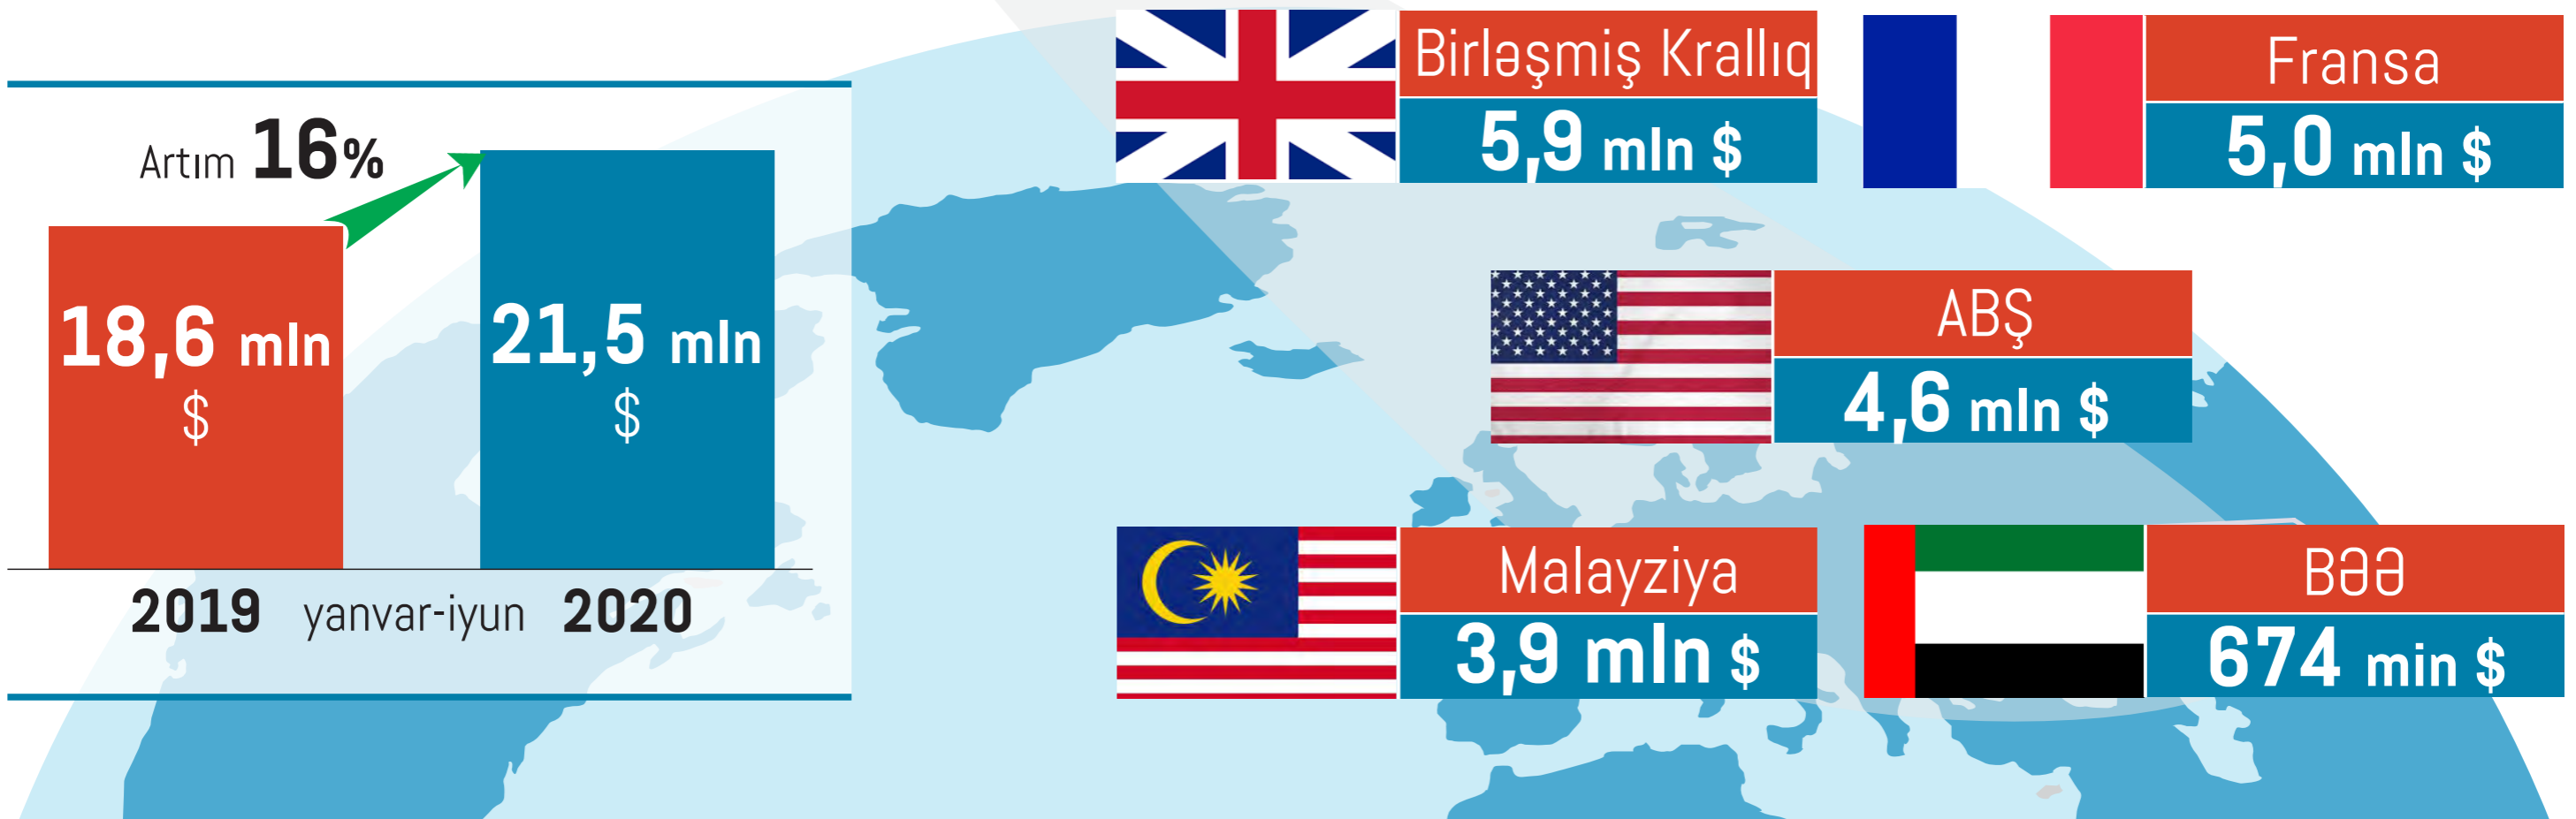 Artım 16%
18,6 mln
$
21,5 mln
$
2019 yanvar-iyun 2020
Birləşmiş Krallıq
5,9 mln $
Fransa
5,0 mln $
ABŞ
4,6 mln $
Malayziya
3,9 mln $
BƏƏ
674 min $